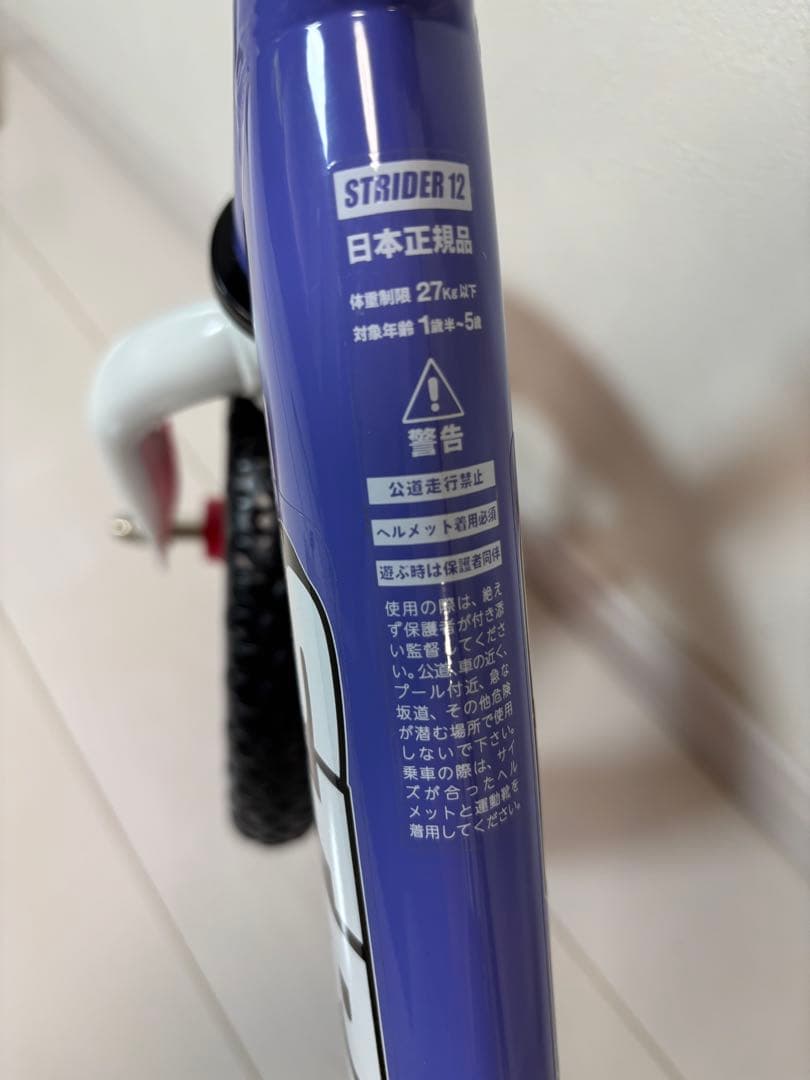 STRIDER 12
日本正規品
体重制限 27Kg以下
対象年齢 1歳半~5歳
警告
公道走行禁止
ヘルメット着用必須
遊ぶ時は保護者同伴
使用の際は、絶え
ず保護者が付き添
い監督してくださ
い。公道、車の近く、
プール付近、急な
坂道、その他危険
が潜む場所で使用
しないで下さい。
乗車の際は、サイ
ズが合ったヘル
メットと運動靴を
着用してください。